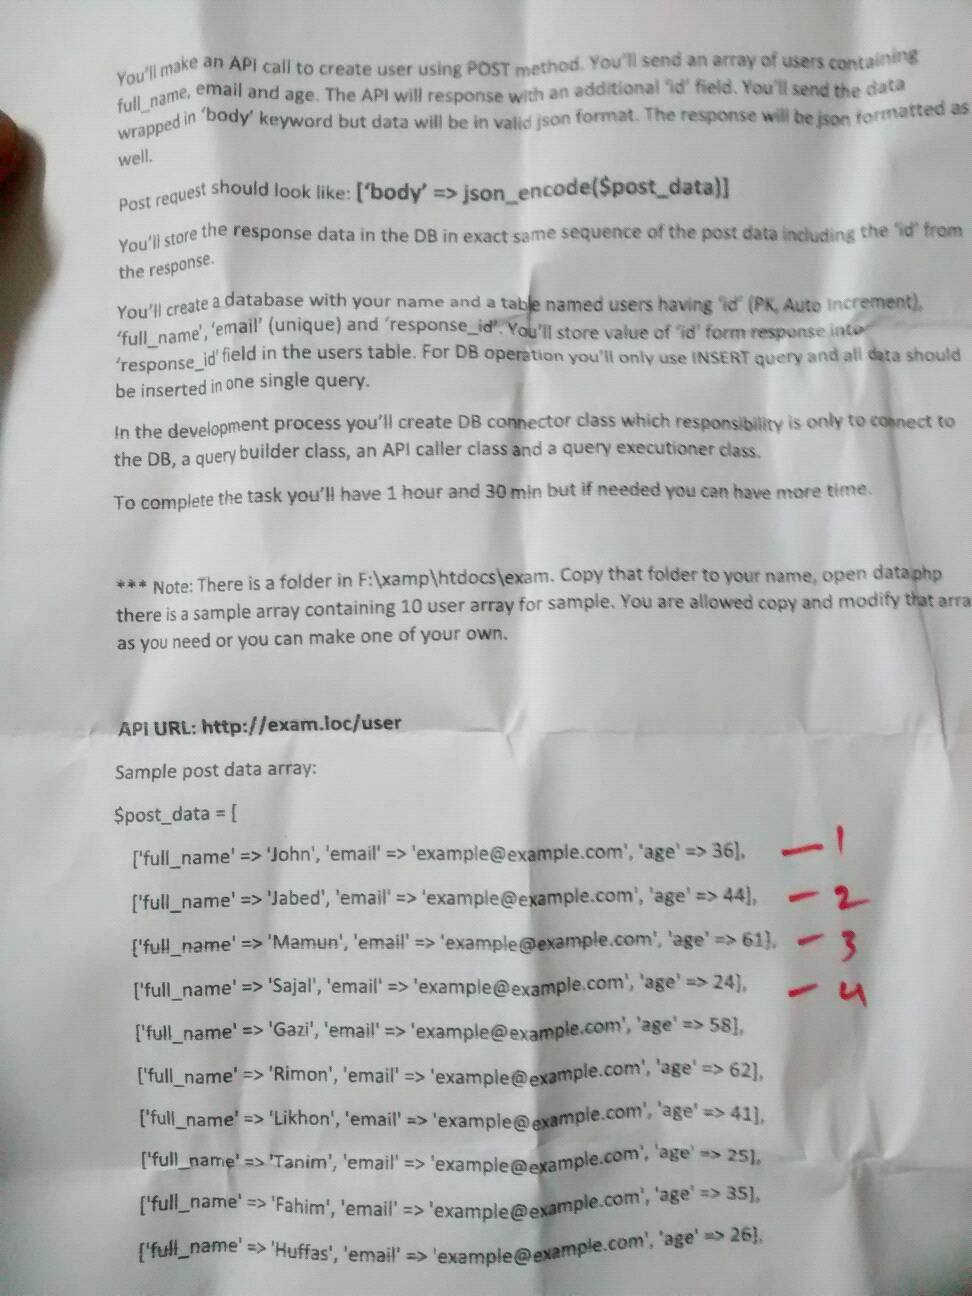 You'll make an API call to create user using POST method. You'll send an array of users containing
full_name, email and age. The API will response with an additional 'id' field. You'll send the data
wrapped in 'body' keyword but data will be in valid json format. The response will be json formatted as
well.
Post request should look like: ['body' => json_encode($post_data)]
You'll store the response data in the DB in exact same sequence of the post data including the 'id' from
the response.
You'll create a database with your name and a table named users having 'id' (PK, Auto Increment),
'full_name', 'email' (unique) and 'response_id'. You'll store value of 'id' form response into
'response_id' field in the users table. For DB operation you'll only use INSERT query and all data should
be inserted in one single query.
In the development process you'll create DB connector class which responsibility is only to connect to
the DB, a query builder class, an API caller class and a query executioner class.
To complete the task you'll have 1 hour and 30 min but if needed you can have more time.
*** Note: There is a folder in F:\xamp\htdocs\exam. Copy that folder to your name, open data.php
there is a sample array containing 10 user array for sample. You are allowed copy and modify that arra
as you need or you can make one of your own.
API URL: http://exam.loc/user
Sample post data array:
$post_data = [
['full_name' => 'John', 'email' => 'example@example.com', 'age' => 36], — 1
['full_name' => 'Jabed', 'email' => 'example@example.com', 'age' => 44], — 2
['full_name' => 'Mamun', 'email' => 'example@example.com', 'age' => 61], — 3
['full_name' => 'Sajal', 'email' => 'example@example.com', 'age' => 24], — 4
['full_name' => 'Gazi', 'email' => 'example@example.com', 'age' => 58],
['full_name' => 'Rimon', 'email' => 'example@example.com', 'age' => 62],
['full_name' => 'Likhon', 'email' => 'example@example.com', 'age' => 41],
['full_name' => 'Tanim', 'email' => 'example@example.com', 'age' => 25],
['full_name' => 'Fahim', 'email' => 'example@example.com', 'age' => 35],
['full_name' => 'Huffas', 'email' => 'example@example.com', 'age' => 26],